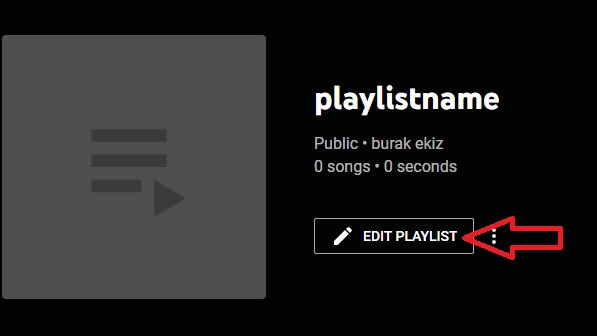 playlistname
Public • burak ekiz
0 songs • 0 seconds
EDIT PLAYLIST